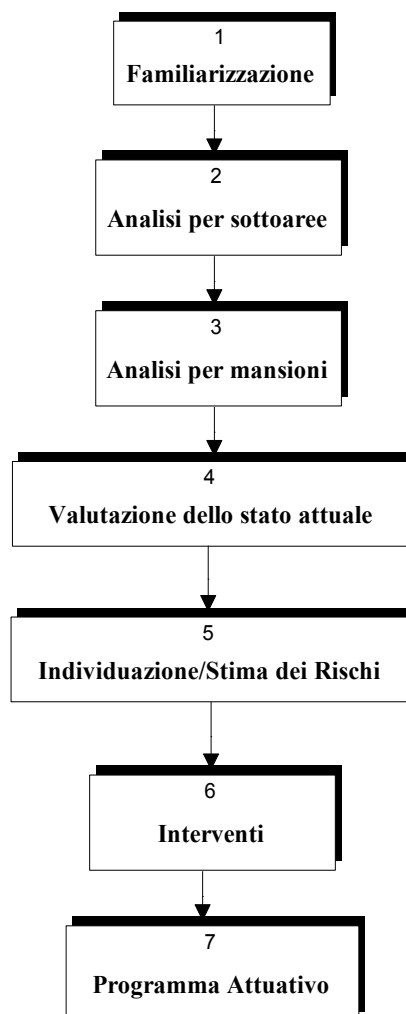 1
Familiarizzazione
2
Analisi per sottoaree
3
Analisi per mansioni
4
Valutazione dello stato attuale
5
Individuazione/Stima dei Rischi
6
Interventi
7
Programma Attuativo